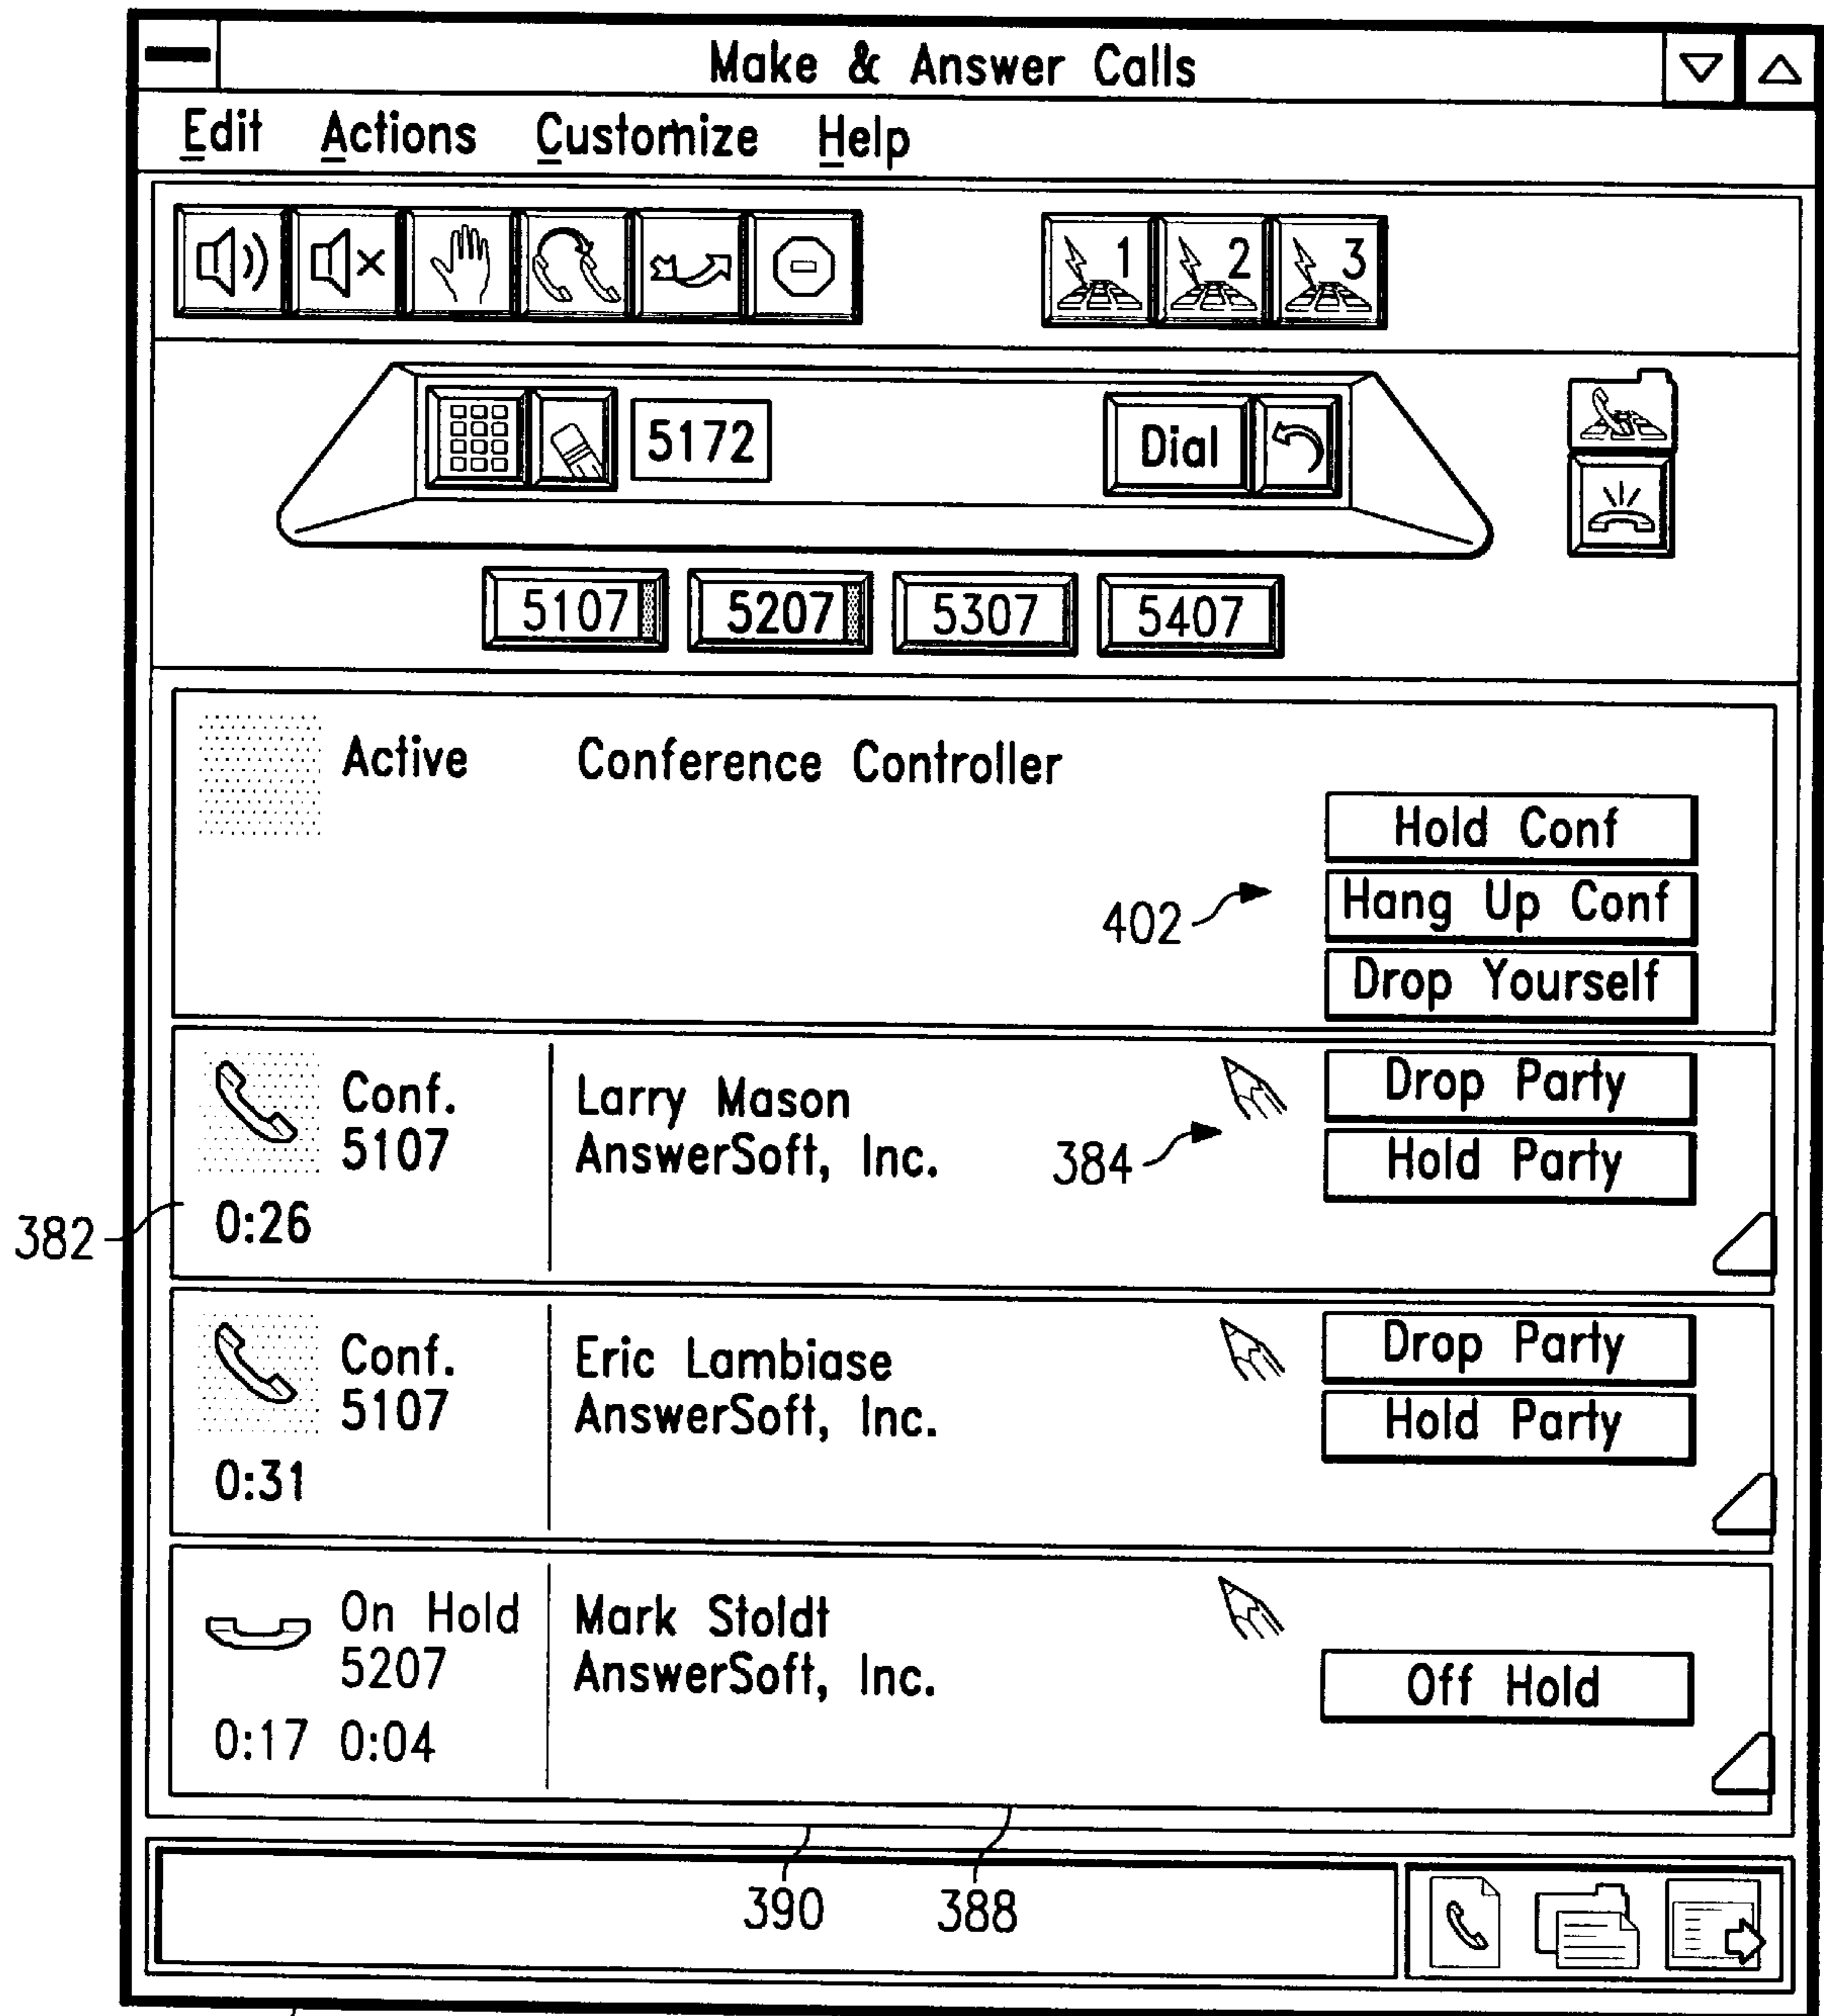 Make & Answer Calls
Edit Actions Customize Help
1 2 3
5172 Dial
5107 5207 5307 5407
Active Conference Controller
Hold Conf
402
Hang Up Conf
Drop Yourself
Conf.
5107
Larry Mason
AnswerSoft, Inc.
384
Drop Party
Hold Party
382
0:26
Conf.
5107
Eric Lambiase
AnswerSoft, Inc.
Drop Party
Hold Party
0:31
On Hold
5207
Mark Stoldt
AnswerSoft, Inc.
Off Hold
0:17 0:04
390 388